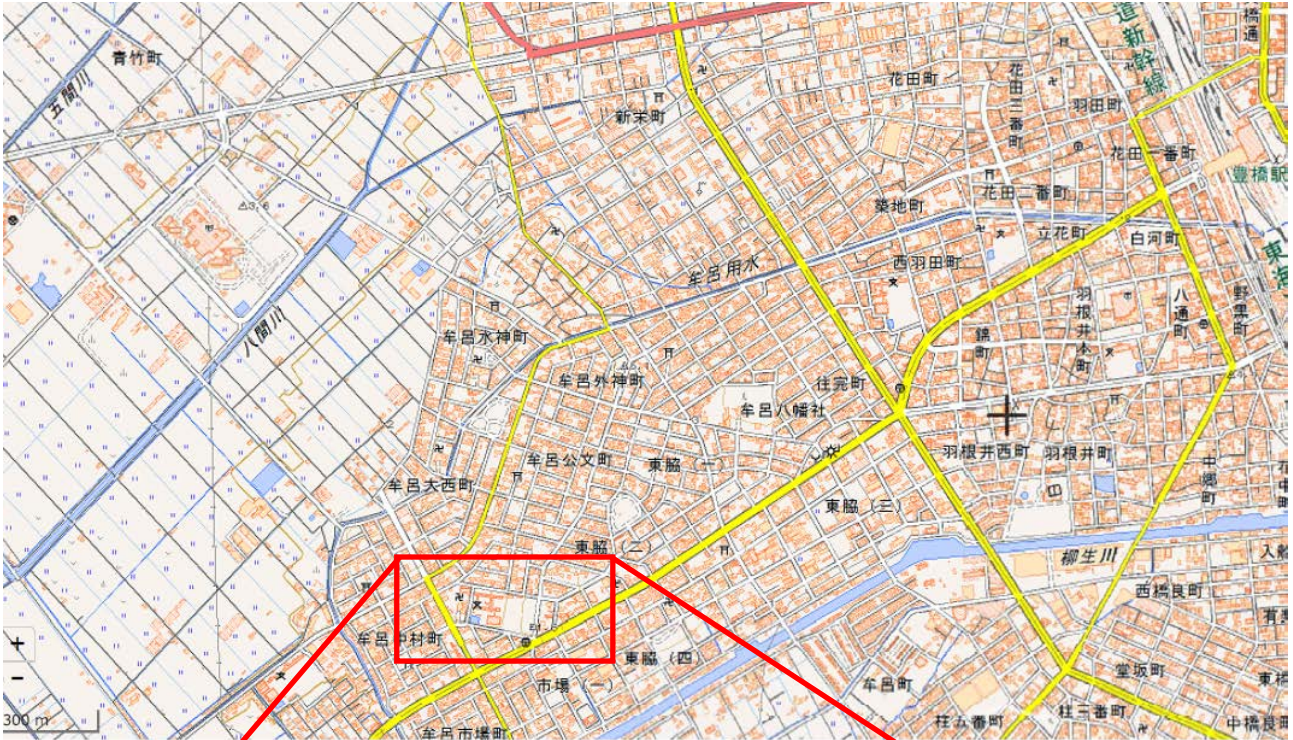 青竹町
五間川
八間川
3.6
新栄町
花田町
花田三番町
羽田町
道新幹線
橋通
花田一番町
花田二番町
豊橋駅
築地町
立花町
白河町
東海
牟呂用水
西羽田町
羽根井本町
八通町
野黒町
錦町
牟呂水神町
牟呂外神町
牟呂八幡社
往完町
牟呂公文町
東脇(一)
羽根井西町
羽根井町
中郷町
牟呂大西町
東脇(三)
東脇(二)
柳生川
西橋良町
牟呂中村町
東脇(四)
市場(一)
牟呂町
堂坂町
柱五番町
柱三番町
中橋良町
牟呂市場町
+
−
300 m